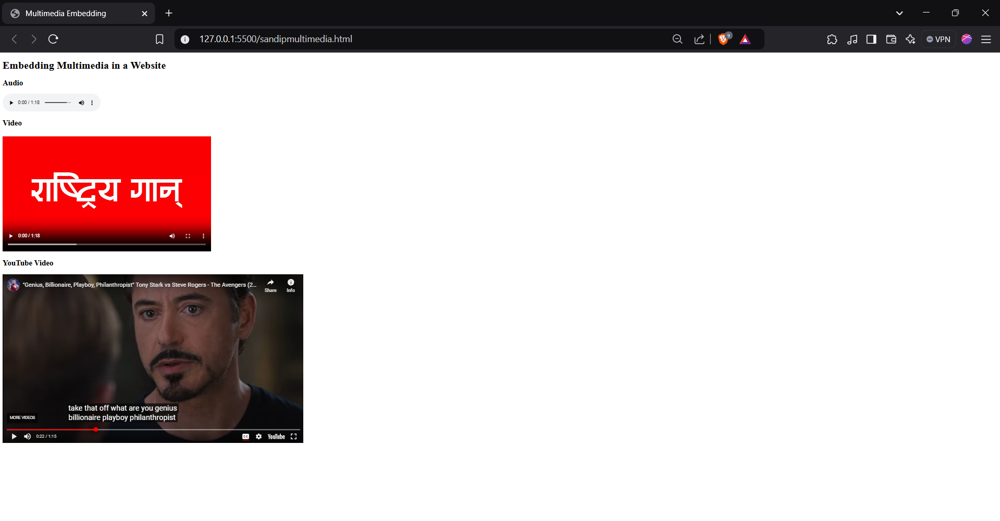 Multimedia Embedding
127.0.0.1:5500/sandipmultimedia.html
9
VPN
Embedding Multimedia in a Website
Audio
0:00 / 1:18
Video
राष्ट्रिय गान्
0:00 / 1:18
YouTube Video
"Genius, Billionaire, Playboy, Philanthropist" Tony Stark vs Steve Rogers - The Avengers (2...
Share
Info
take that off what are you genius
billionaire playboy philanthropist
MORE VIDEOS
0:22 / 1:15
CC
YouTube